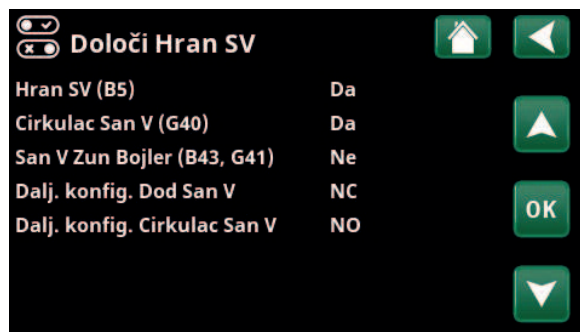 Določi Hran SV
Hran SV (B5) Da
Cirkulac San V (G40) Da
San V Zun Bojler (B43, G41) Ne
Dalj. konfig. Dod San V NC
Dalj. konfig. Cirkulac San V NO
OK